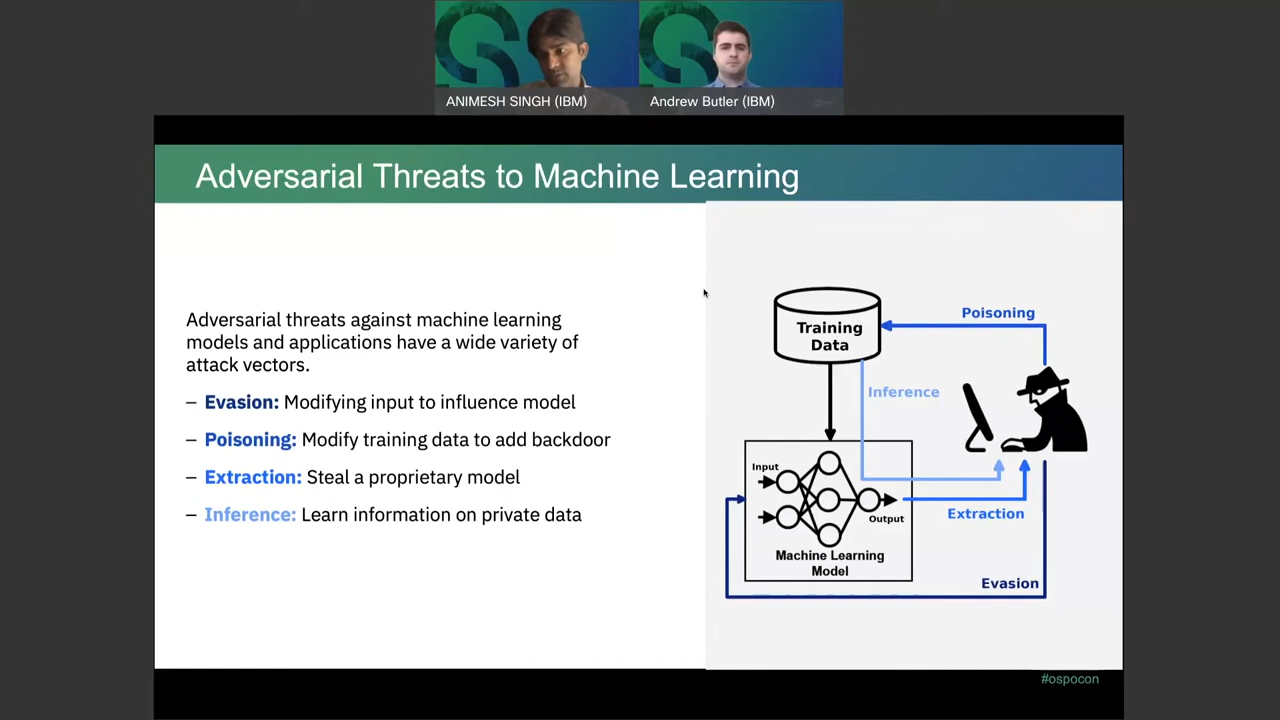 ANIMESH SINGH (IBM)
Andrew Butler (IBM)
Adversarial Threats to Machine Learning
Adversarial threats against machine learning
models and applications have a wide variety of
attack vectors.
– Evasion: Modifying input to influence model
– Poisoning: Modify training data to add backdoor
– Extraction: Steal a proprietary model
– Inference: Learn information on private data
Training
Data
Poisoning
Inference
Input
Output
Extraction
Machine Learning
Model
Evasion
#ospocon